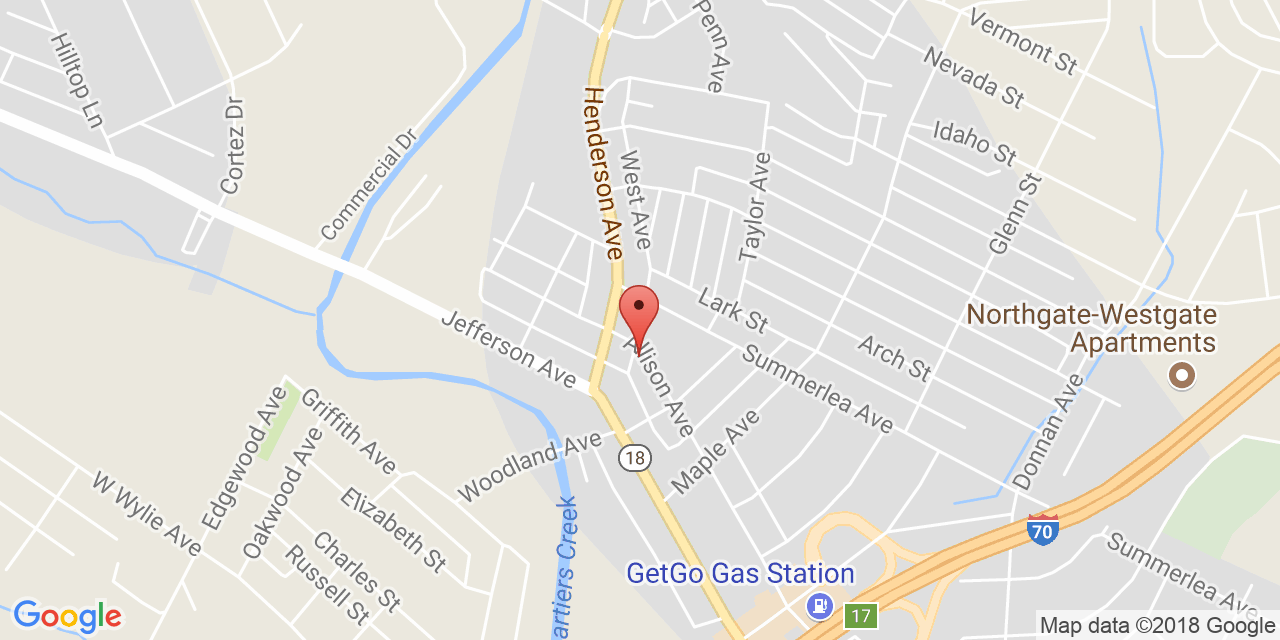 Penn Ave
Vermont St
Hilltop Ln
Nevada St
Cortez Dr
Commercial Dr
Henderson Ave
West Ave
Taylor Ave
Idaho St
Glenn St
Lark St
Northgate-Westgate
Apartments
Jefferson Ave
Allison Ave
Arch St
Summerlea Ave
Donnan Ave
Griffith Ave
Edgewood Ave
Oakwood Ave
Maple Ave
Woodland Ave
18
W Wylie Ave
Elizabeth St
Charles St
Russell St
artiers Creek
70
Summerlea Ave
GetGo Gas Station
17
Google
Map data ©2018 Google